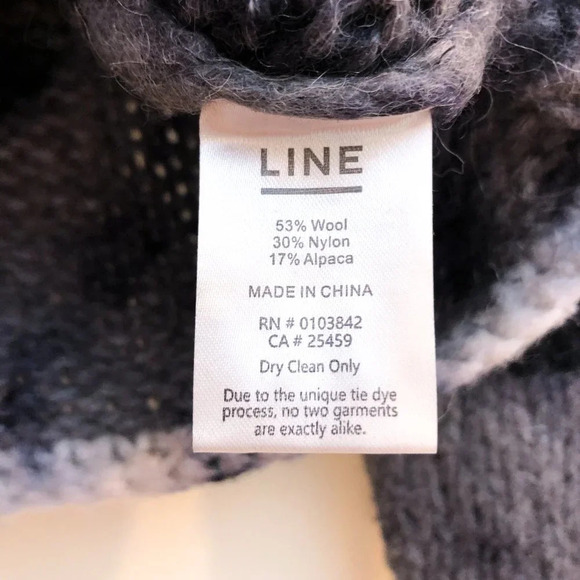 LINE
53% Wool
30% Nylon
17% Alpaca
MADE IN CHINA
RN # 0103842
CA # 25459
Dry Clean Only
Due to the unique tie dye
process, no two garments
are exactly alike.